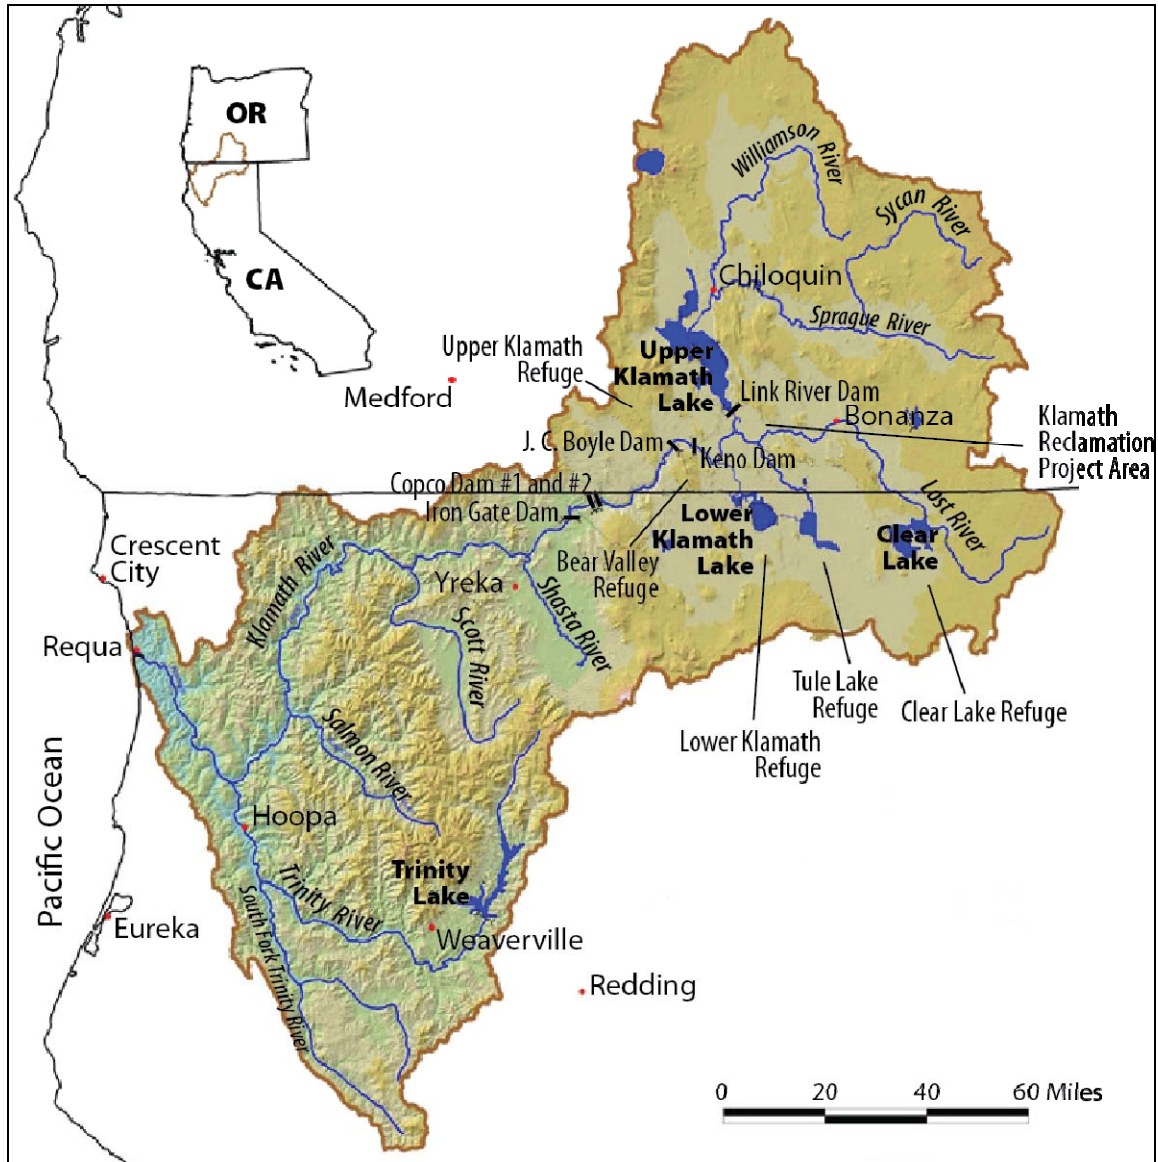 OR
CA
Williamson River
Sycan River
Chiloquin
Sprague River
Upper Klamath
Refuge
Upper
Klamath
Lake
Medford
Link River Dam
Bonanza
Klamath
Reclamation
Project Area
J. C. Boyle Dam
Keno Dam
Copco Dam #1 and #2
Iron Gate Dam
Lost River
Lower
Klamath
Lake
Clear
Lake
Crescent
City
Klamath River
Bear Valley
Refuge
Yreka
Shasta River
Scott River
Requa
Tule Lake
Refuge
Clear Lake Refuge
Lower Klamath
Refuge
Salmon River
Pacific Ocean
Hoopa
Trinity
Lake
Trinity River
South Fork Trinity River
Eureka
Weaverville
Redding
0 20 40 60 Miles